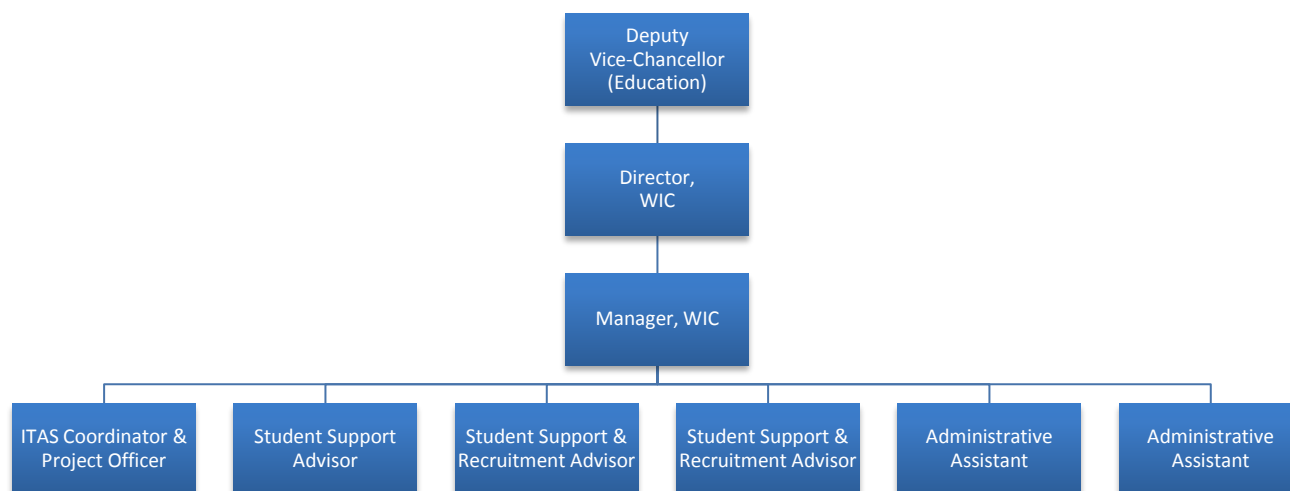 Deputy
Vice-Chancellor
(Education)
Director,
WIC
Manager, WIC
ITAS Coordinator &
Project Officer
Student Support
Advisor
Student Support &
Recruitment Advisor
Student Support &
Recruitment Advisor
Administrative
Assistant
Administrative
Assistant